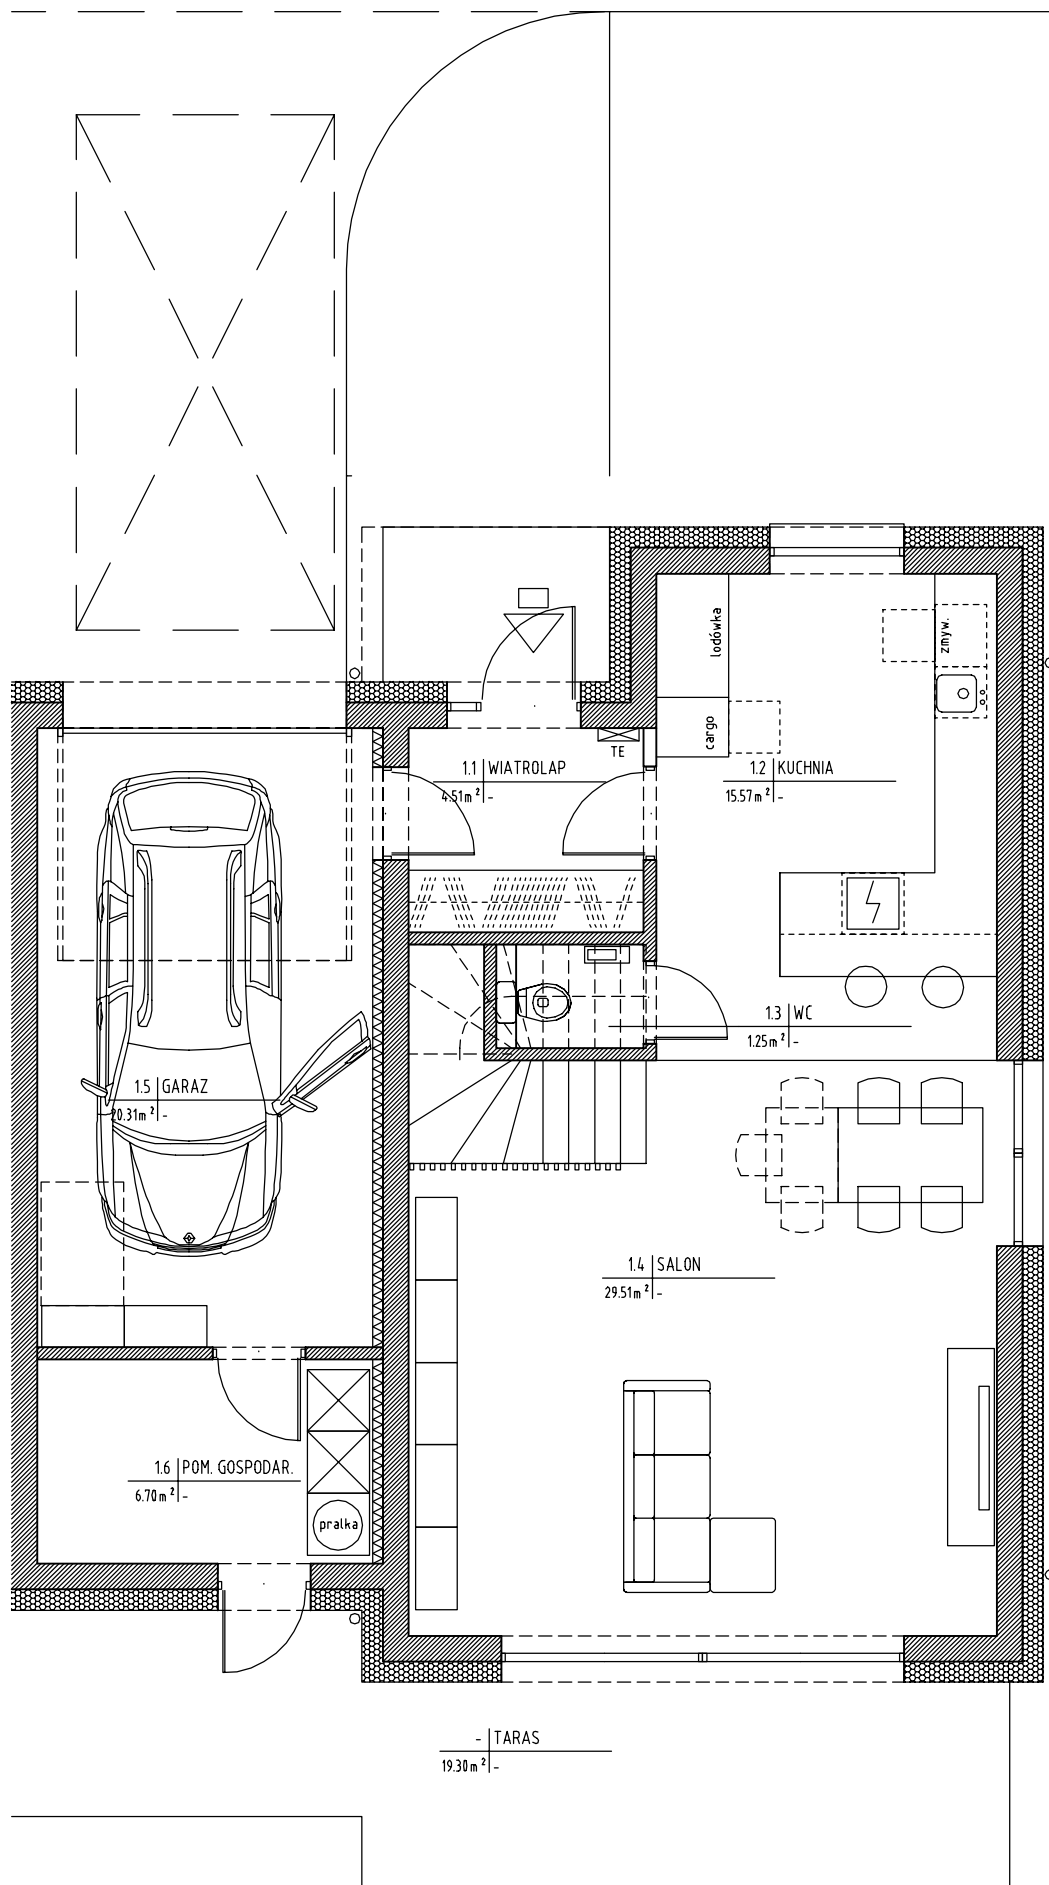 lodówka
zmyw.
cargo
TE
1.1 WIATROLAP
4.51m² -
1.2 KUCHNIA
15.57m² -
1.3 WC
1.25m² -
1.5 GARAZ
20.31m² -
1.4 SALON
29.51m² -
1.6 POM. GOSPODAR.
6.70m² -
pralka
- TARAS
19.30m² -